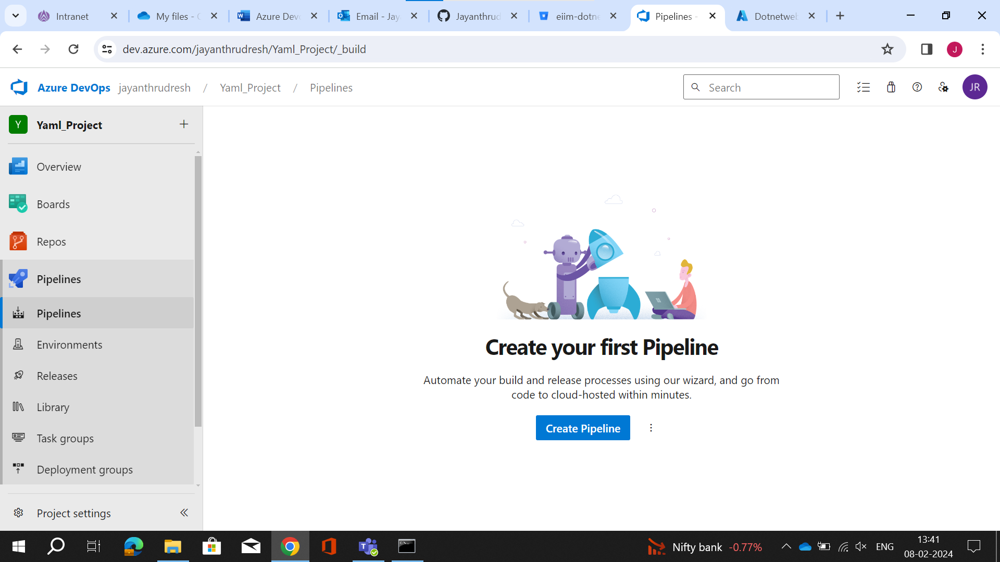 Intranet
My files -
Azure Dev
Email - Jay
Jayanthrud
eiim-dotne
Pipelines -
Dotnetweb
dev.azure.com/jayanthrudresh/Yaml_Project/_build
J
Azure DevOps jayanthrudresh / Yaml_Project / Pipelines
Search
JR
Y Yaml_Project
Overview
Boards
Repos
Pipelines
Pipelines
Environments
Releases
Library
Task groups
Deployment groups
Project settings
Create your first Pipeline
Automate your build and release processes using our wizard, and go from
code to cloud-hosted within minutes.
Create Pipeline
Nifty bank -0.77%
ENG
13:41
08-02-2024